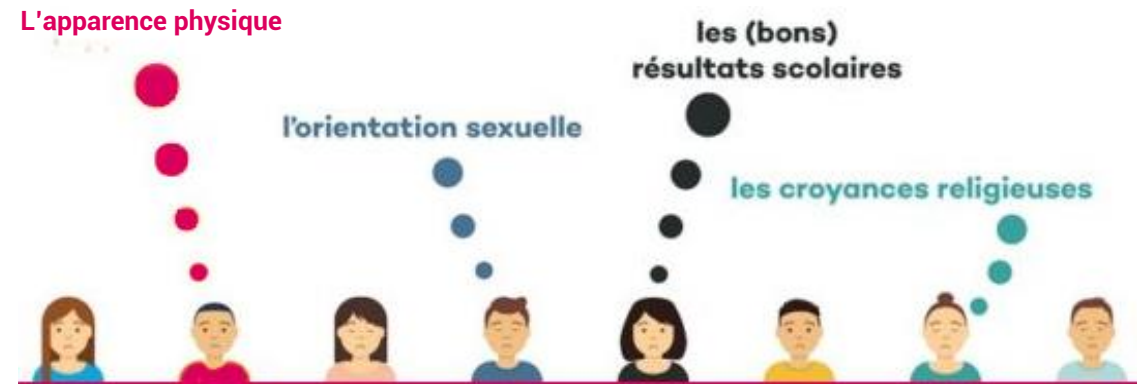 L'apparence physique
les (bons)
résultats scolaires
l'orientation sexuelle
les croyances religieuses